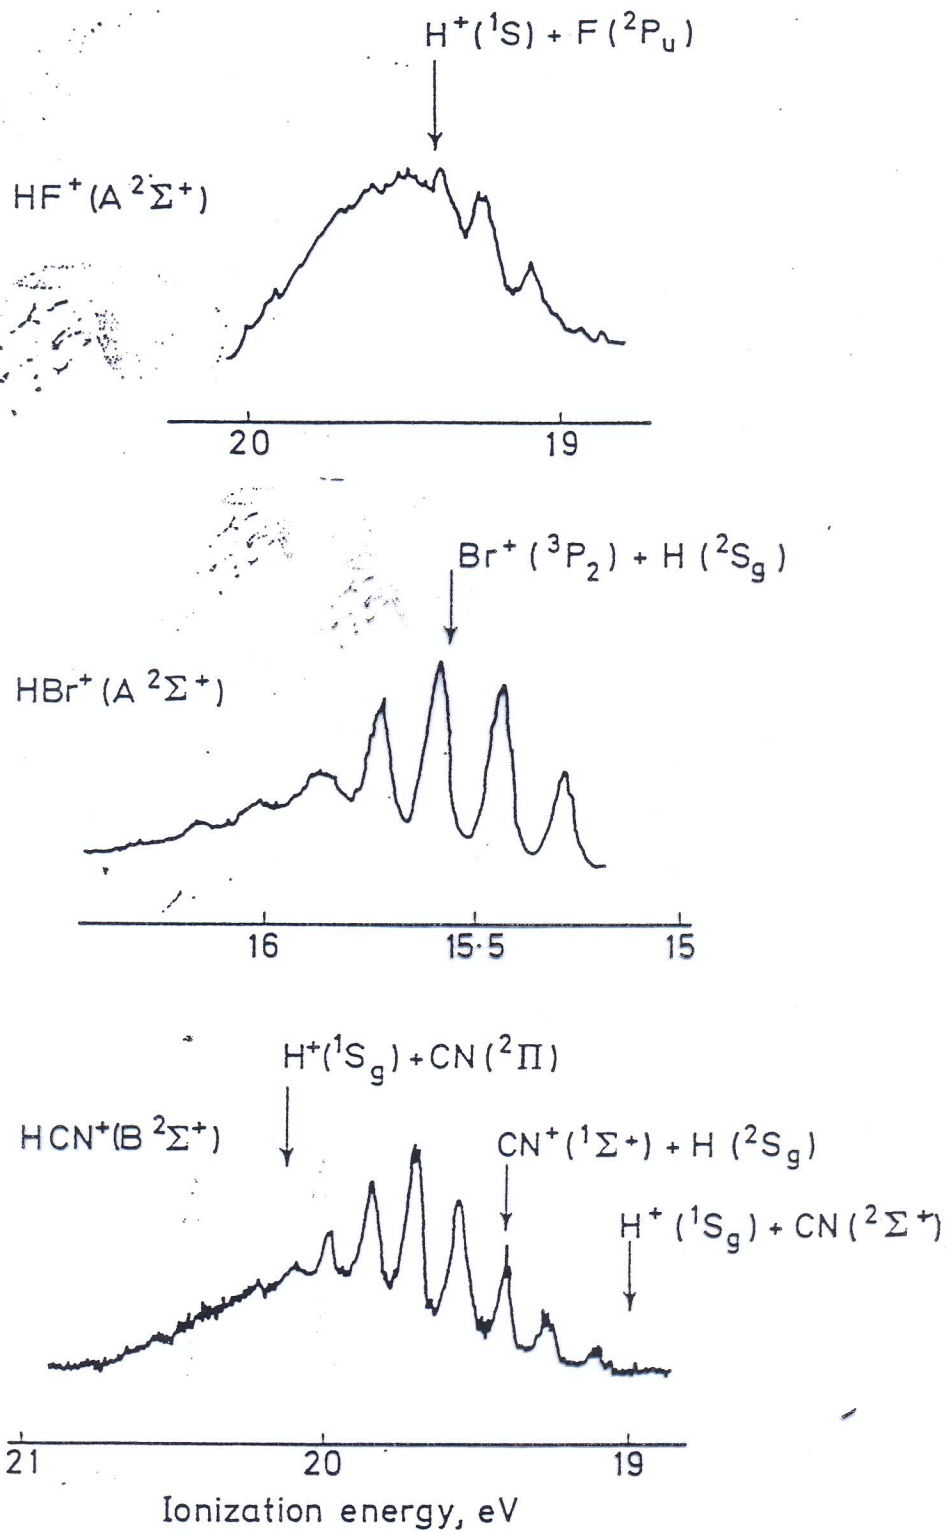 H⁺(¹S) + F(²Pᵤ)
HF⁺(A ²Σ⁺)
20 19
Br⁺(³P₂) + H(²S_g)
HBr⁺(A ²Σ⁺)
16 15·5 15
H⁺(¹S_g) + CN(²Π)
HCN⁺(B ²Σ⁺)
CN⁺(¹Σ⁺) + H(²S_g)
H⁺(¹S_g) + CN(²Σ⁺)
21 20 19
Ionization energy, eV